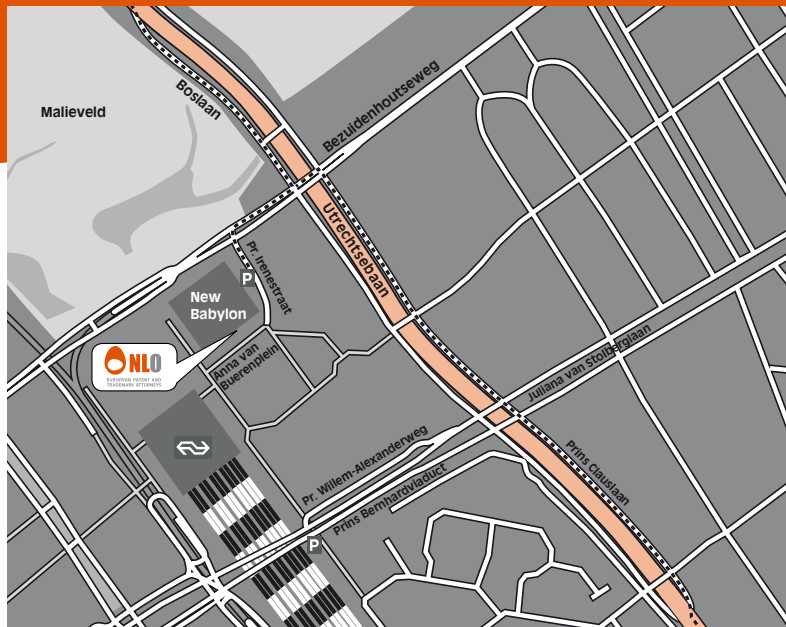 Malieveld
Boslaan
Bezuidenhoutseweg
Utrechtsebaan
Pr. Irenestraat
P
New
Babylon
NLO
EUROPEAN PATENT AND
TRADEMARK ATTORNEYS
Anna van
Buerenplein
Juliana van Stolberglaan
Pr. Willem-Alexanderweg
Prins Bernhardviaduct
Prins Clauslaan
P